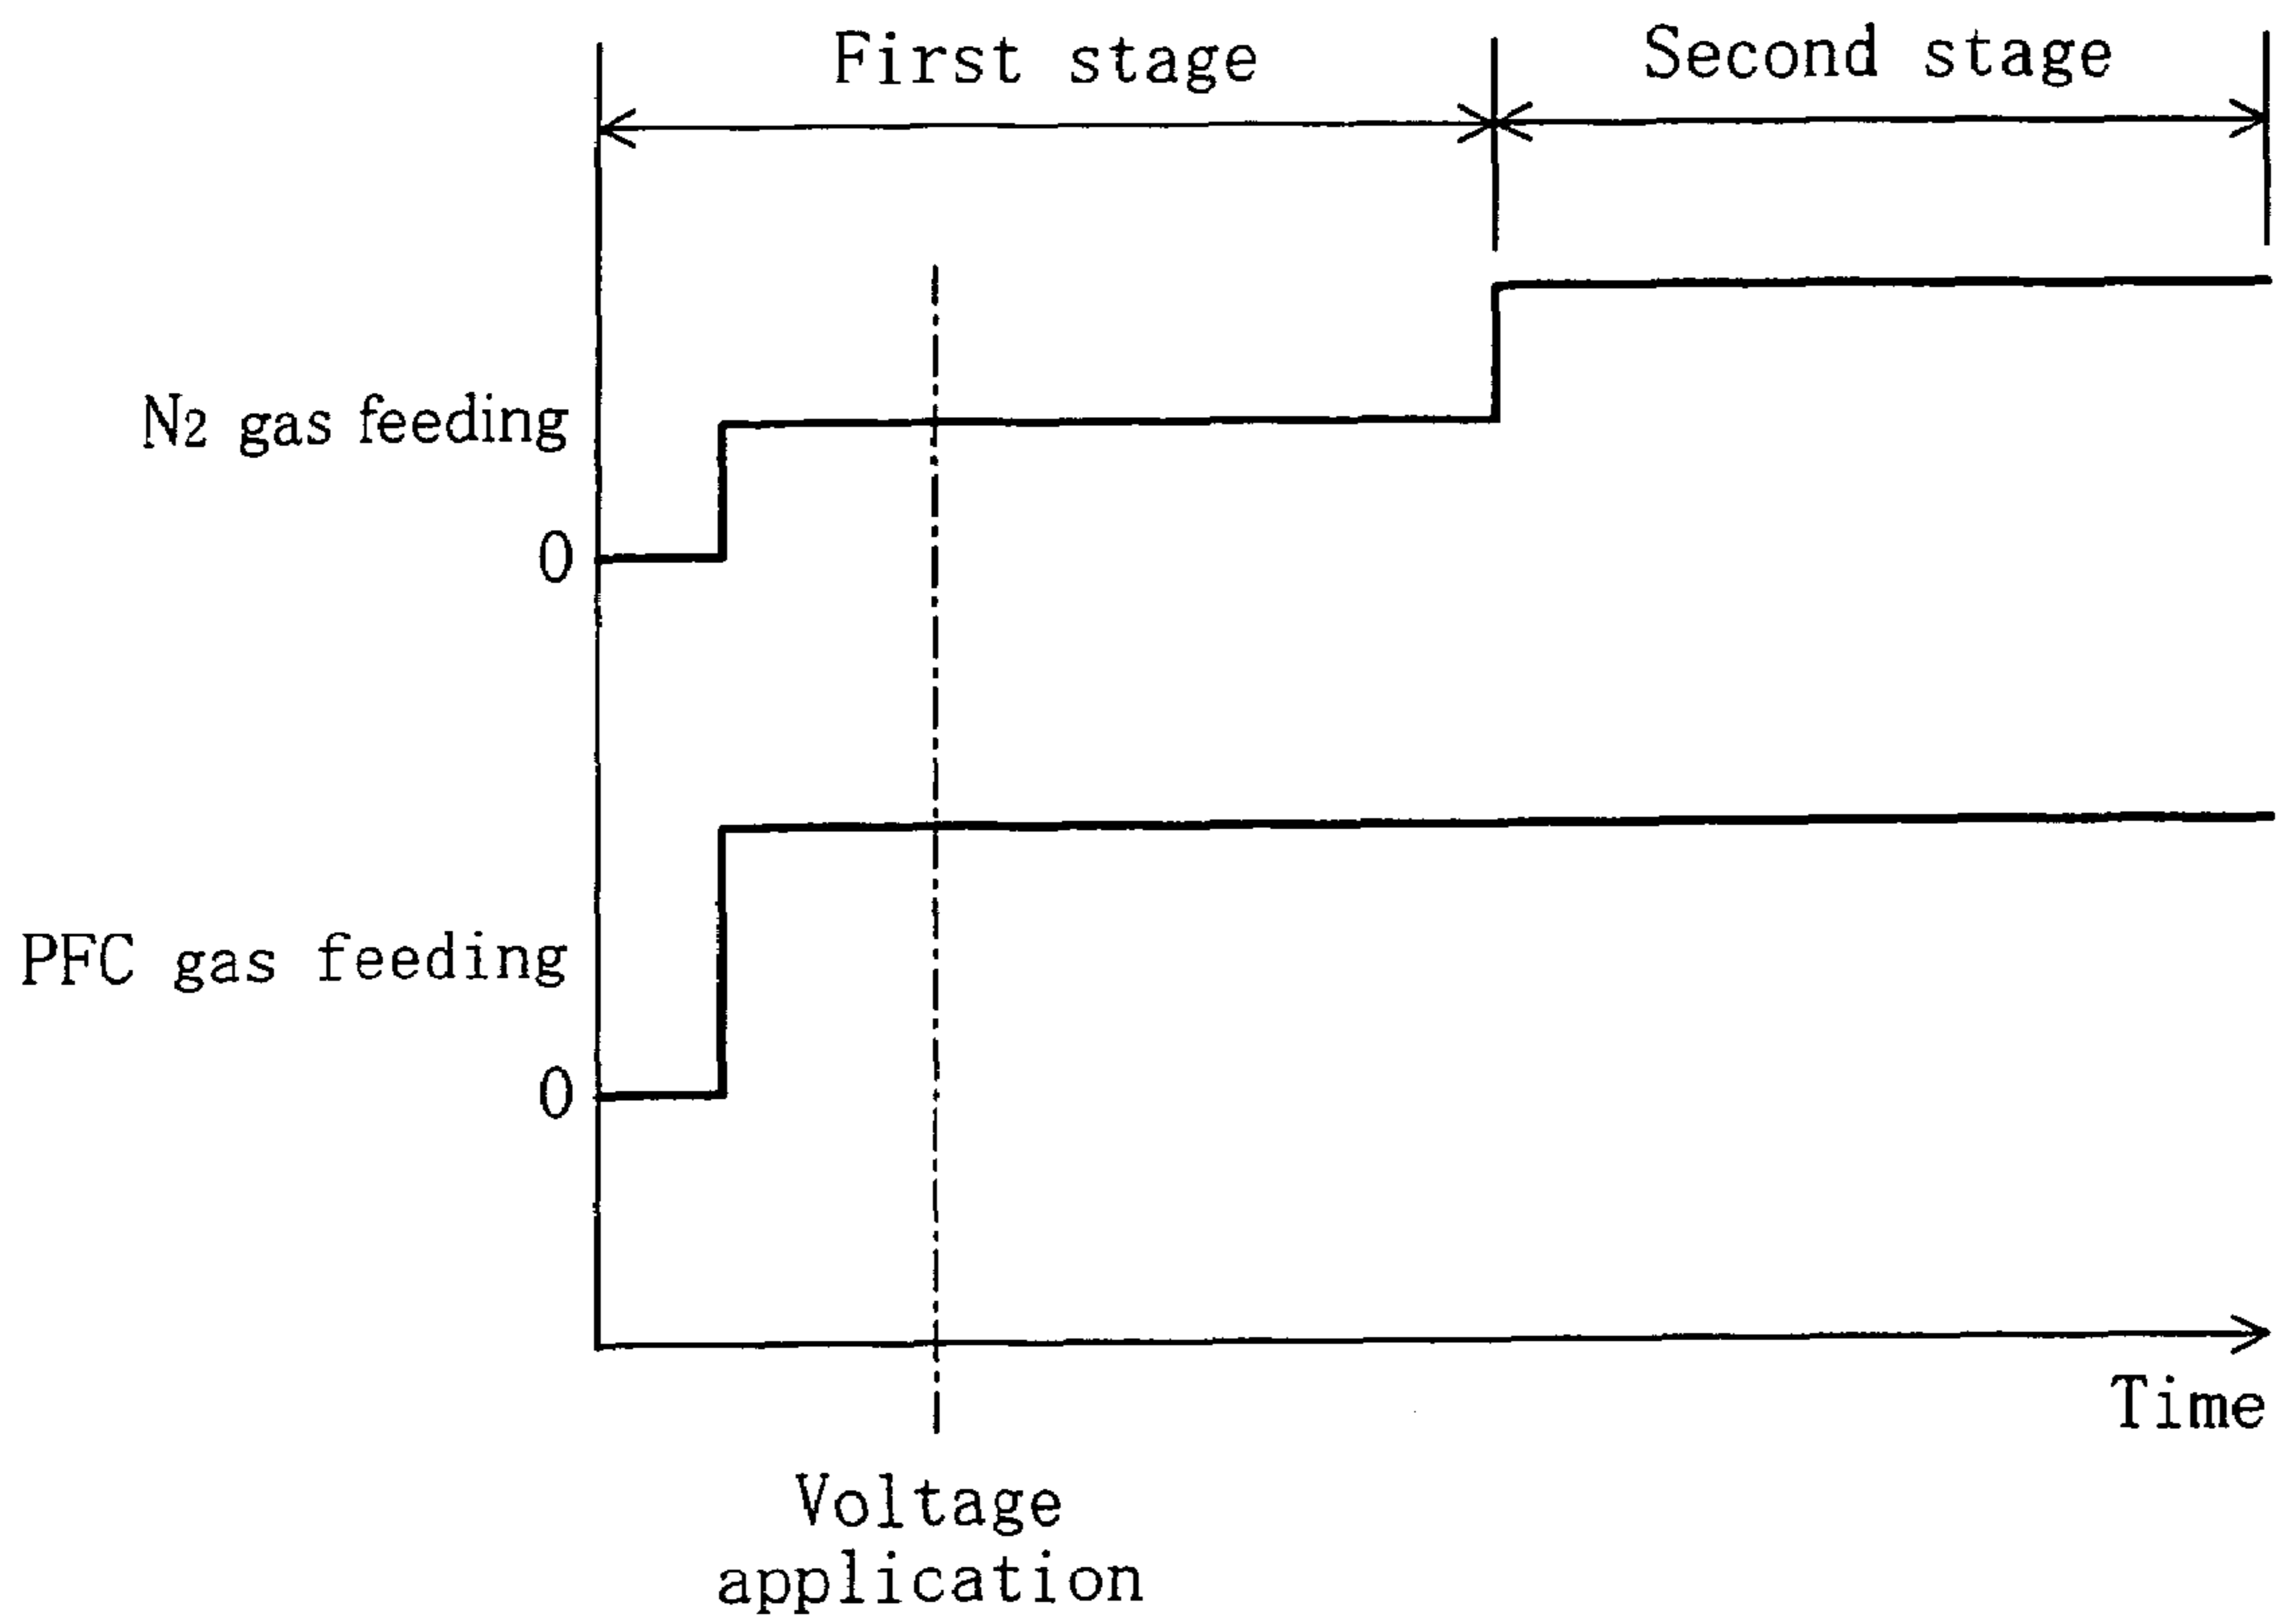 First stage
Second stage
N2 gas feeding
0
PFC gas feeding
0
Time
Voltage
application